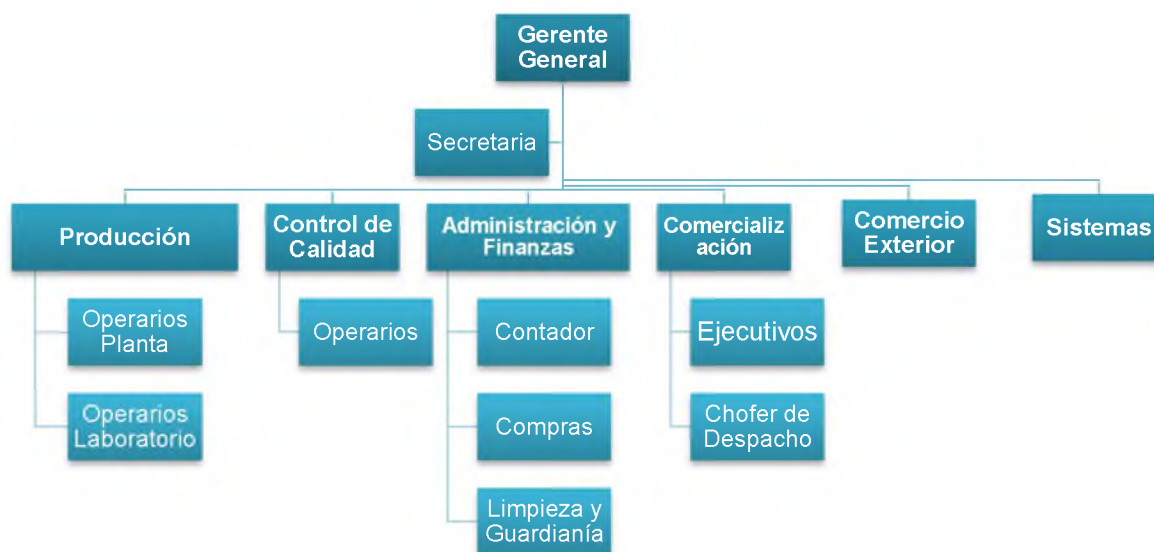 Gerente
General
Secretaria
Producción
Control de
Calidad
Administración y
Finanzas
Comercializ
ación
Comercio
Exterior
Sistemas
Operarios
Planta
Operarios
Laboratorio
Operarios
Contador
Compras
Limpieza y
Guardianía
Ejecutivos
Chofer de
Despacho